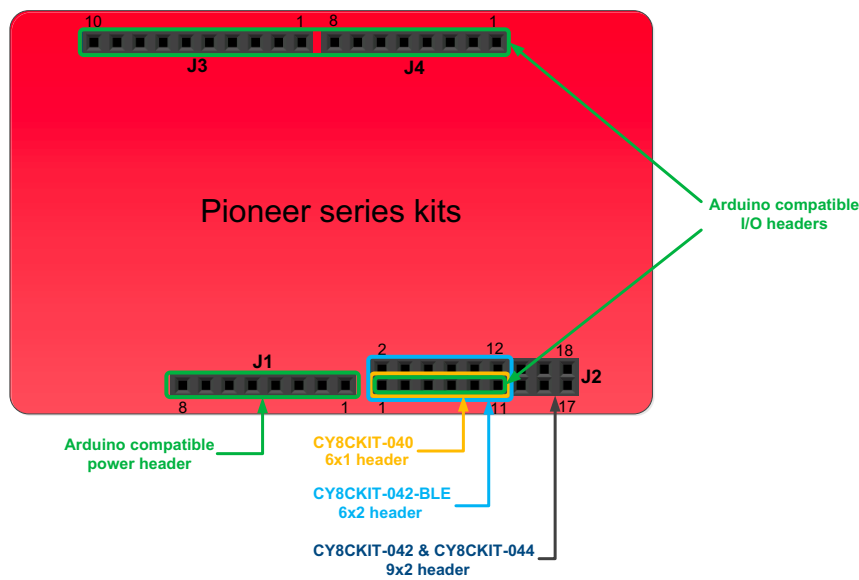 10 1 8 1
J3 J4
Pioneer series kits
Arduino compatible
I/O headers
2 12 18
J1
J2
8 1 1 11 17
Arduino compatible
power header
CY8CKIT-040
6x1 header
CY8CKIT-042-BLE
6x2 header
CY8CKIT-042 & CY8CKIT-044
9x2 header